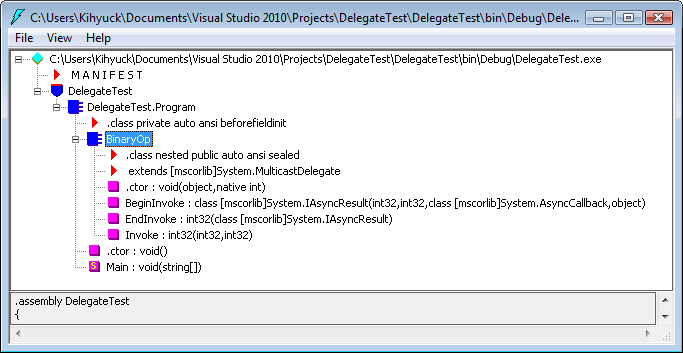 C:\Users\Kihyuck\Documents\Visual Studio 2010\Projects\DelegateTest\DelegateTest\bin\Debug\Dele...
File View Help
C:\Users\Kihyuck\Documents\Visual Studio 2010\Projects\DelegateTest\DelegateTest\bin\Debug\DelegateTest.exe
M A N I F E S T
DelegateTest
DelegateTest.Program
.class private auto ansi beforefieldinit
BinaryOp
.class nested public auto ansi sealed
extends [mscorlib]System.MulticastDelegate
.ctor : void(object,native int)
BeginInvoke : class [mscorlib]System.IAsyncResult(int32,int32,class [mscorlib]System.AsyncCallback,object)
EndInvoke : int32(class [mscorlib]System.IAsyncResult)
Invoke : int32(int32,int32)
.ctor : void()
S Main : void(string[])
.assembly DelegateTest
{